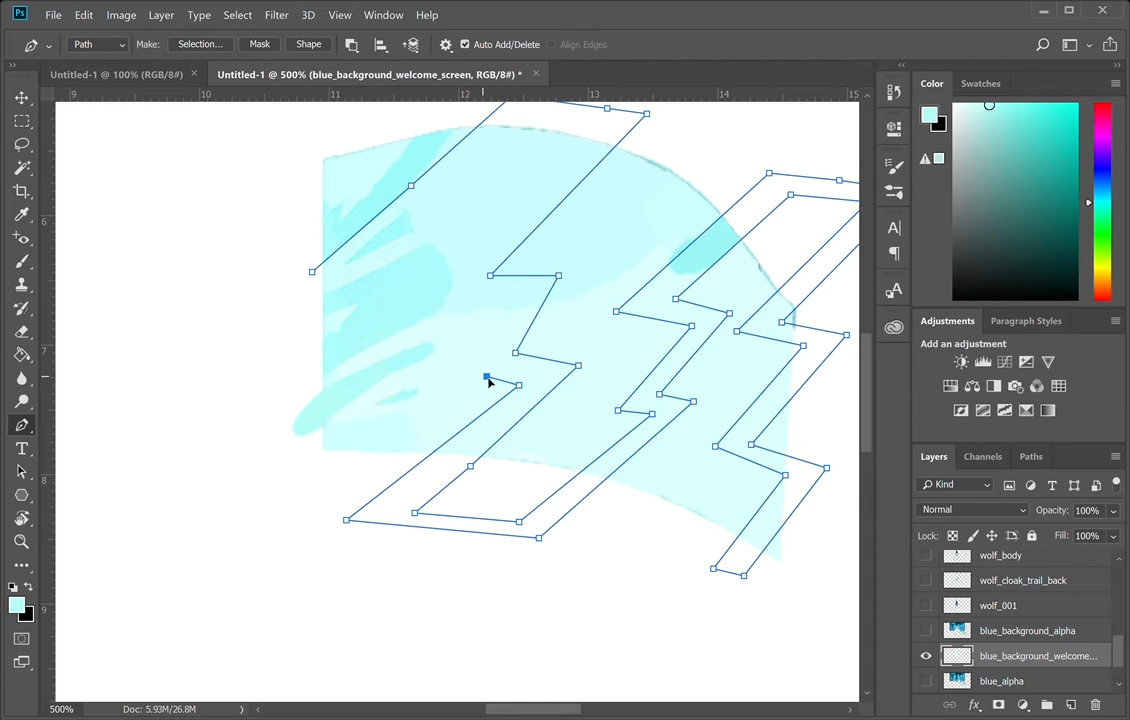 Ps File Edit Image Layer Type Select Filter 3D View Window Help
Path Make: Selection... Mask Shape Auto Add/Delete Align Edges
Untitled-1 @ 100% (RGB/8#) × Untitled-1 @ 500% (blue_background_welcome_screen, RGB/8#) * ×
9 10 11 12 13 14 15
6
7
8
9
Color Swatches
Adjustments Paragraph Styles
Add an adjustment
Layers Channels Paths
Kind
Normal Opacity: 100%
Lock: Fill: 100%
wolf_body
wolf_cloak_trail_back
wolf_001
blue_background_alpha
blue_background_welcome...
blue_alpha
500% Doc: 5.93M/26.8M